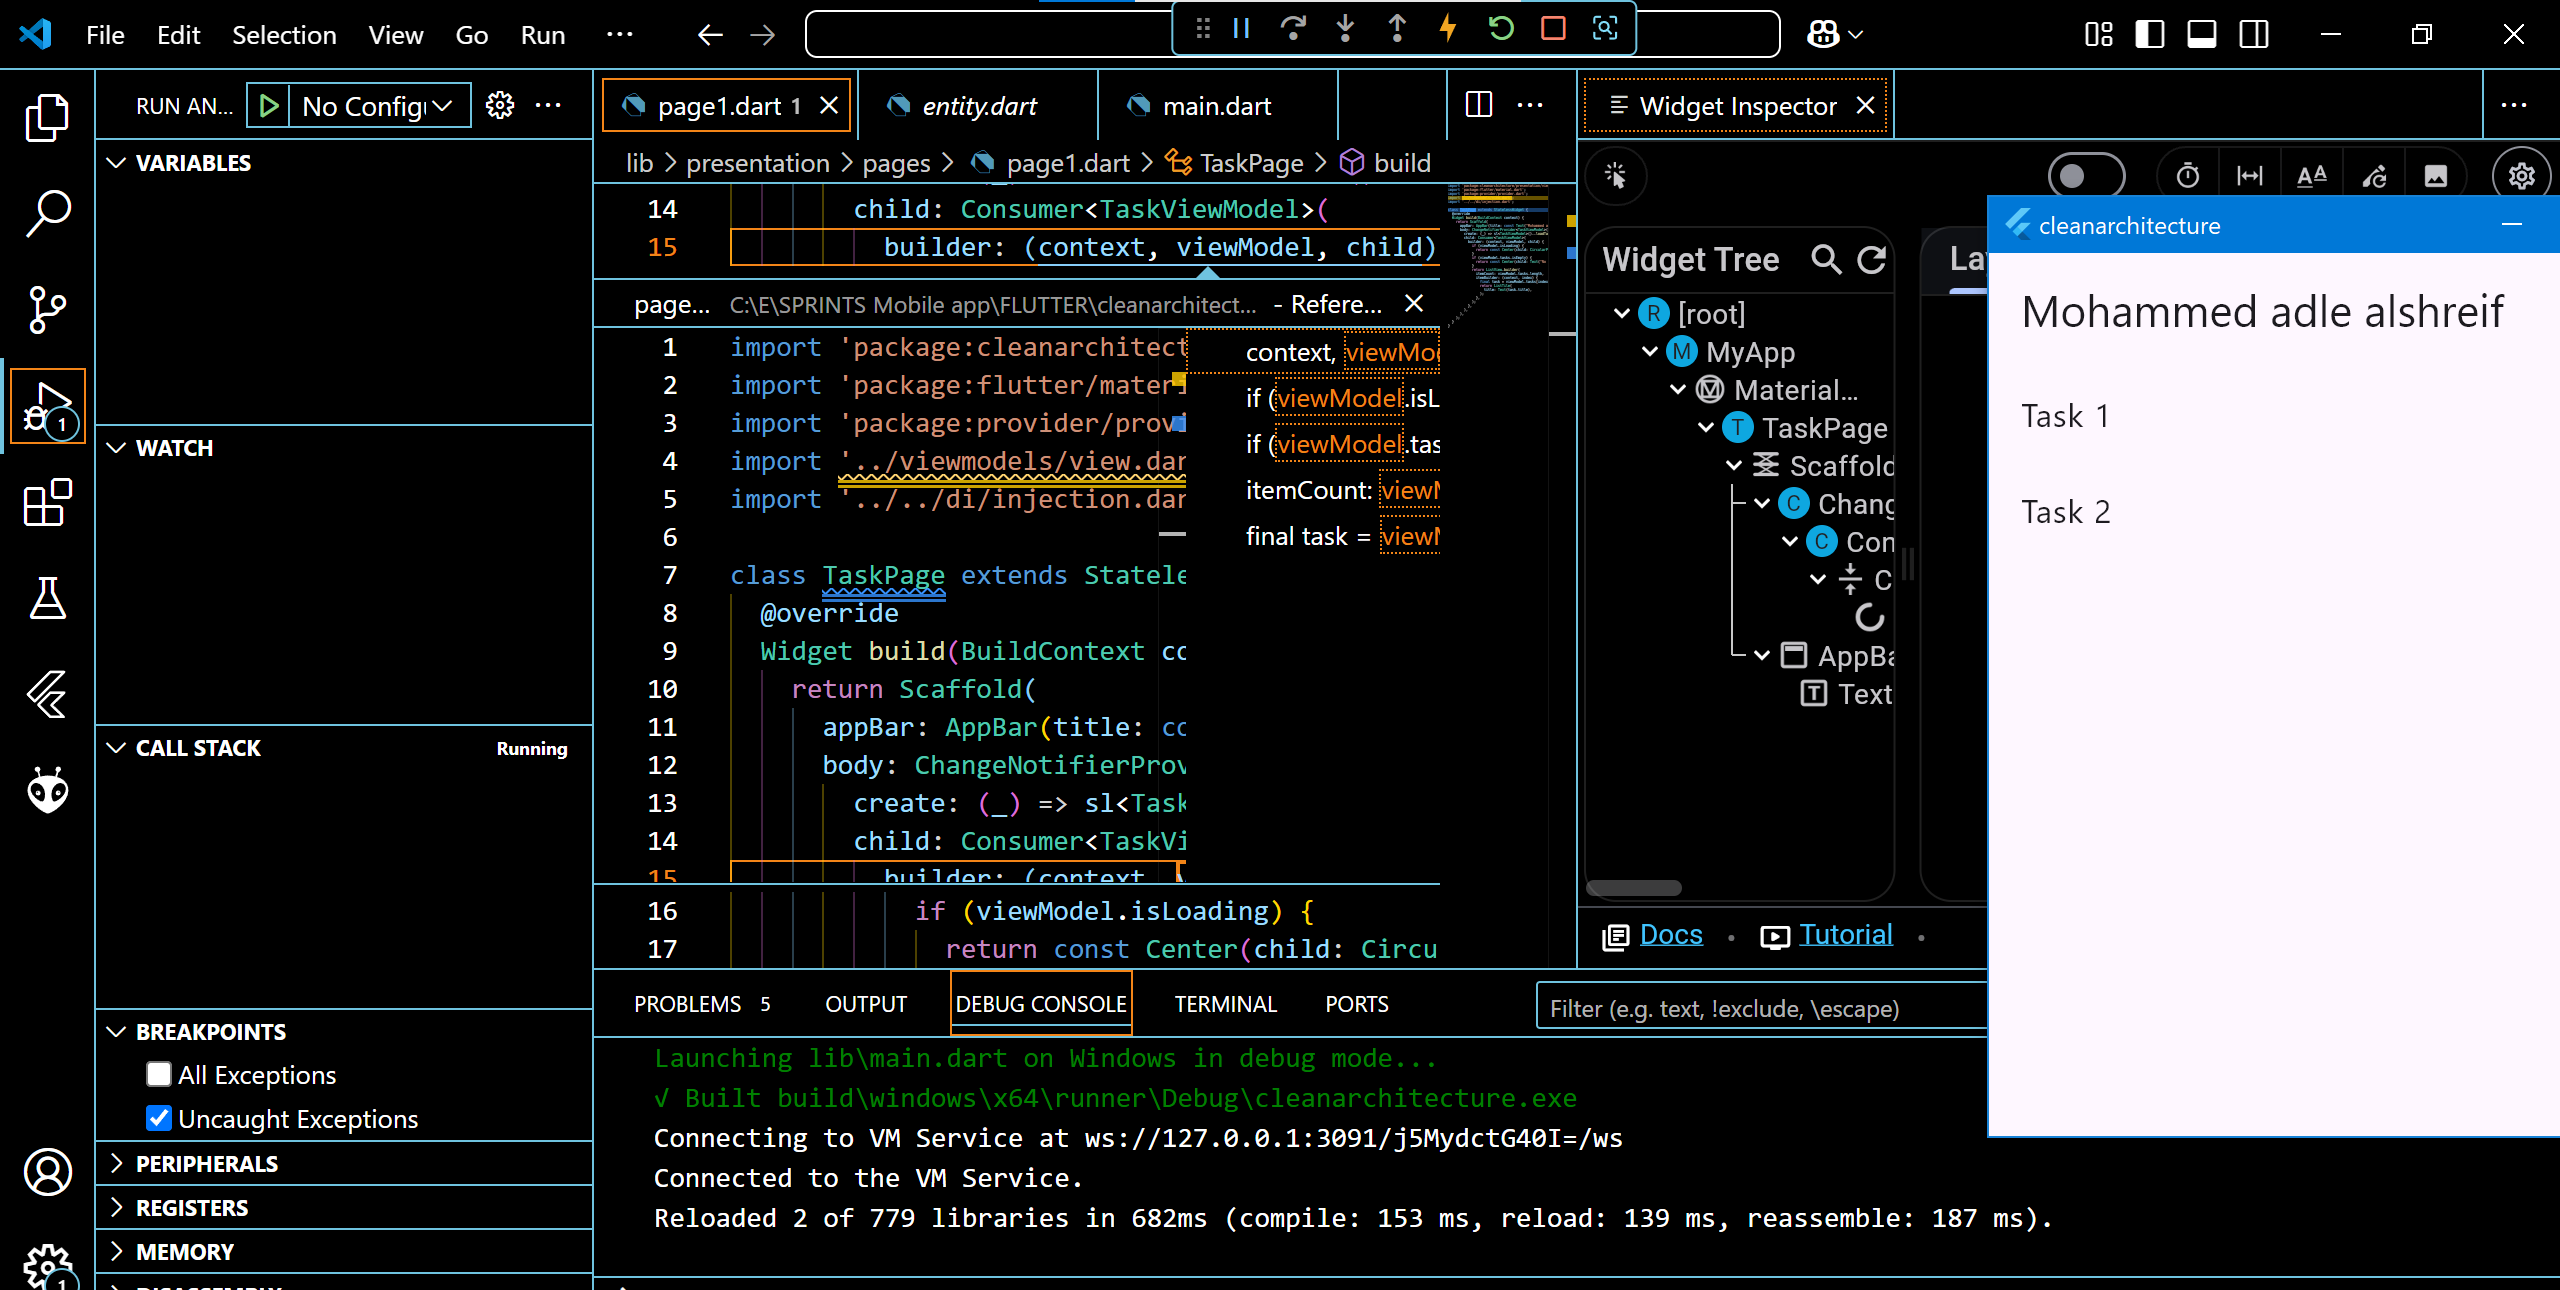 File Edit Selection View Go Run ···
RUN AN... No Config
VARIABLES
WATCH
CALL STACK Running
BREAKPOINTS
All Exceptions
Uncaught Exceptions
PERIPHERALS
REGISTERS
MEMORY
1
1
page1.dart 1 entity.dart main.dart
lib > presentation > pages > page1.dart > TaskPage > build
14 child: Consumer<TaskViewModel>(
15 builder: (context, viewModel, child)
page... C:\E\SPRINTS Mobile app\FLUTTER\cleanarchitect... - Refere...
1 import 'package:cleanarchitect
2 import 'package:flutter/mater
3 import 'package:provider/prov
4 import '../viewmodels/view.dar
5 import '../../di/injection.dar
6
7 class TaskPage extends Statele
8 @override
9 Widget build(BuildContext co
10 return Scaffold(
11 appBar: AppBar(title: co
12 body: ChangeNotifierProv
13 create: (_) => sl<Task
14 child: Consumer<TaskVi
15 builder: (context,
context, viewMo
if (viewModel.isL
if (viewModel.tas
itemCount: view
final task = view
16 if (viewModel.isLoading) {
17 return const Center(child: Circu
Widget Inspector
Widget Tree
[root]
MyApp
Material...
TaskPage
Scaffold
Chang
Con
C
AppBa
Text
Docs • Tutorial •
La
cleanarchitecture
Mohammed adle alshreif
Task 1
Task 2
PROBLEMS 5 OUTPUT DEBUG CONSOLE TERMINAL PORTS
Filter (e.g. text, !exclude, \escape)
Launching lib\main.dart on Windows in debug mode...
√ Built build\windows\x64\runner\Debug\cleanarchitecture.exe
Connecting to VM Service at ws://127.0.0.1:3091/j5MydctG40I=/ws
Connected to the VM Service.
Reloaded 2 of 779 libraries in 682ms (compile: 153 ms, reload: 139 ms, reassemble: 187 ms).